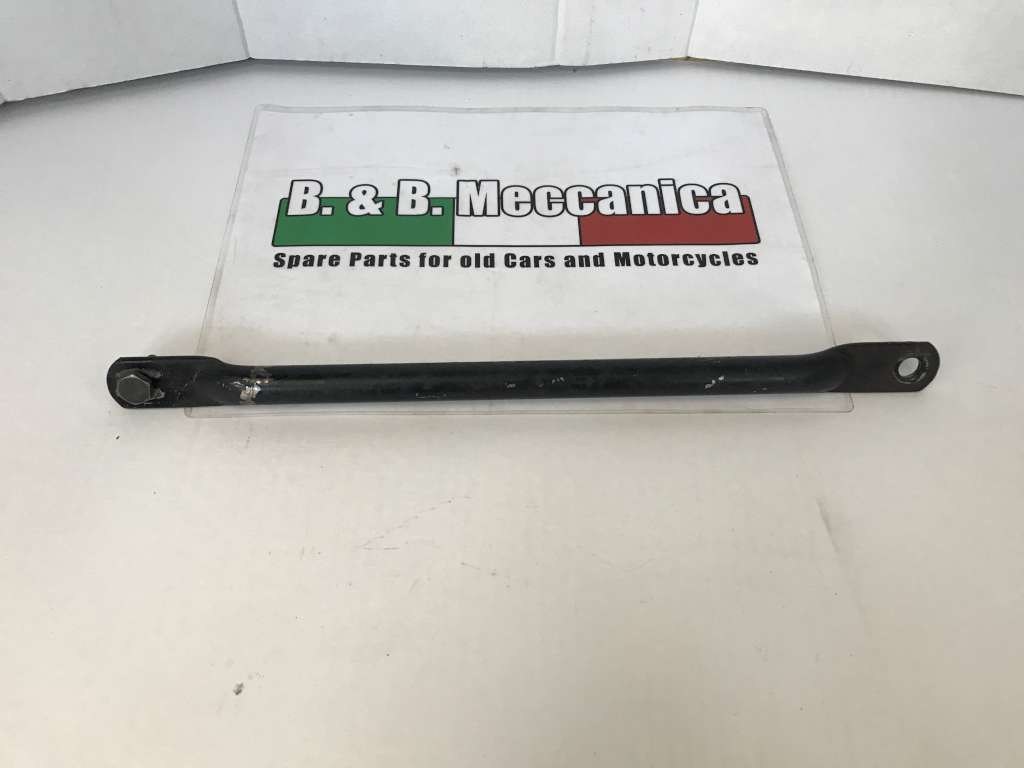 B. & B. Meccanica
Spare Parts for old Cars and Motorcycles